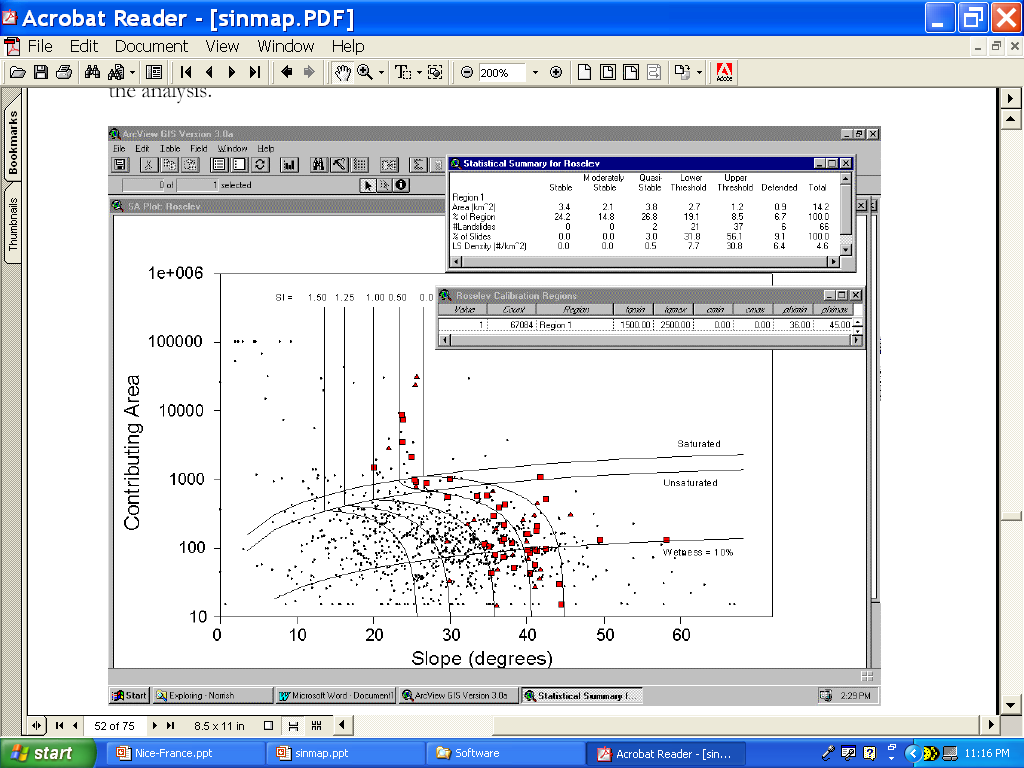 Acrobat Reader - [sinmap.PDF]
File Edit Document View Window Help
200%
Adobe
Bookmarks
Thumbnails
the analysis.
ArcView GIS Version 3.0a
File Edit Table Field Window Help
0 of 1 selected
SA Plot: Roselev
Statistical Summary for Roselev
Moderately Quasi- Lower Upper
Stable Stable Stable Threshold Threshold Defended Total
Region 1
Area (km^2) 3.4 2.1 3.8 2.7 1.2 0.9 14.2
% of Region 24.2 14.8 26.8 19.1 8.5 6.7 100.0
#Landslides 0 0 2 21 37 6 66
% of Slides 0.0 0.0 3.0 31.8 56.1 9.1 100.0
LS Density (#/km^2) 0.0 0.0 0.5 7.7 30.8 6.4 4.6
Roselev Calibration Regions
Value Count Region tqmin tqmax cmin cmax phimin phimax
1 67084 Region 1 1500.00 2500.00 0.00 0.00 36.00 45.00
SI = 1.50 1.25 1.00 0.50 0.0
1e+006
100000
10000
1000
100
10
Contributing Area
Saturated
Unsaturated
Wetness = 10%
0 10 20 30 40 50 60
Slope (degrees)
Start Exploring - Norrish Microsoft Word - Document1 ArcView GIS Version 3.0a Statistical Summary f... 2:29 PM
52 of 75 8.5 x 11 in
start Nice-France.ppt sinmap.ppt Software Acrobat Reader - [sin... 11:16 PM